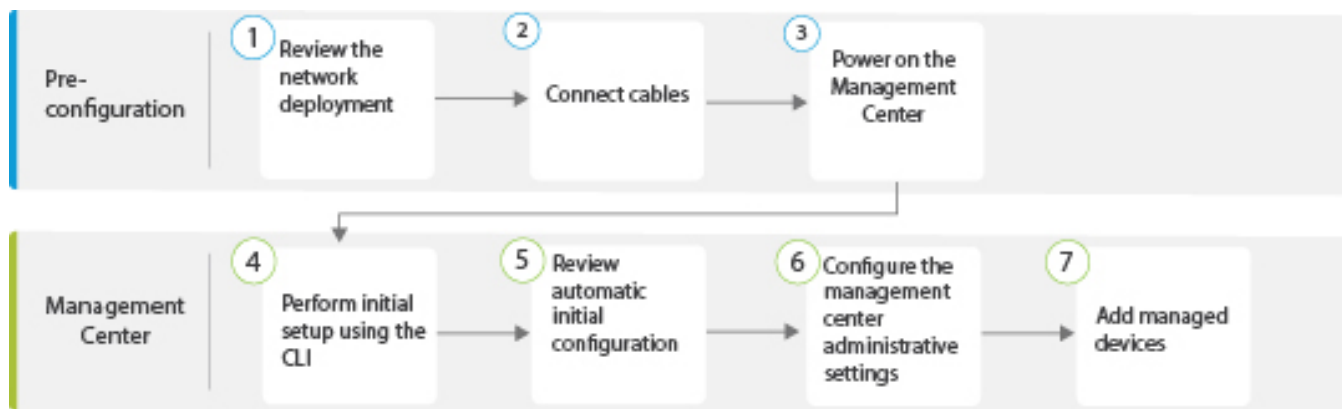 Pre-
configuration
1
Review the
network
deployment
2
Connect cables
3
Power on the
Management
Center
Management
Center
4
Perform initial
setup using the
CLI
5
Review
automatic
initial
configuration
6
Configure the
management
center
administrative
settings
7
Add managed
devices